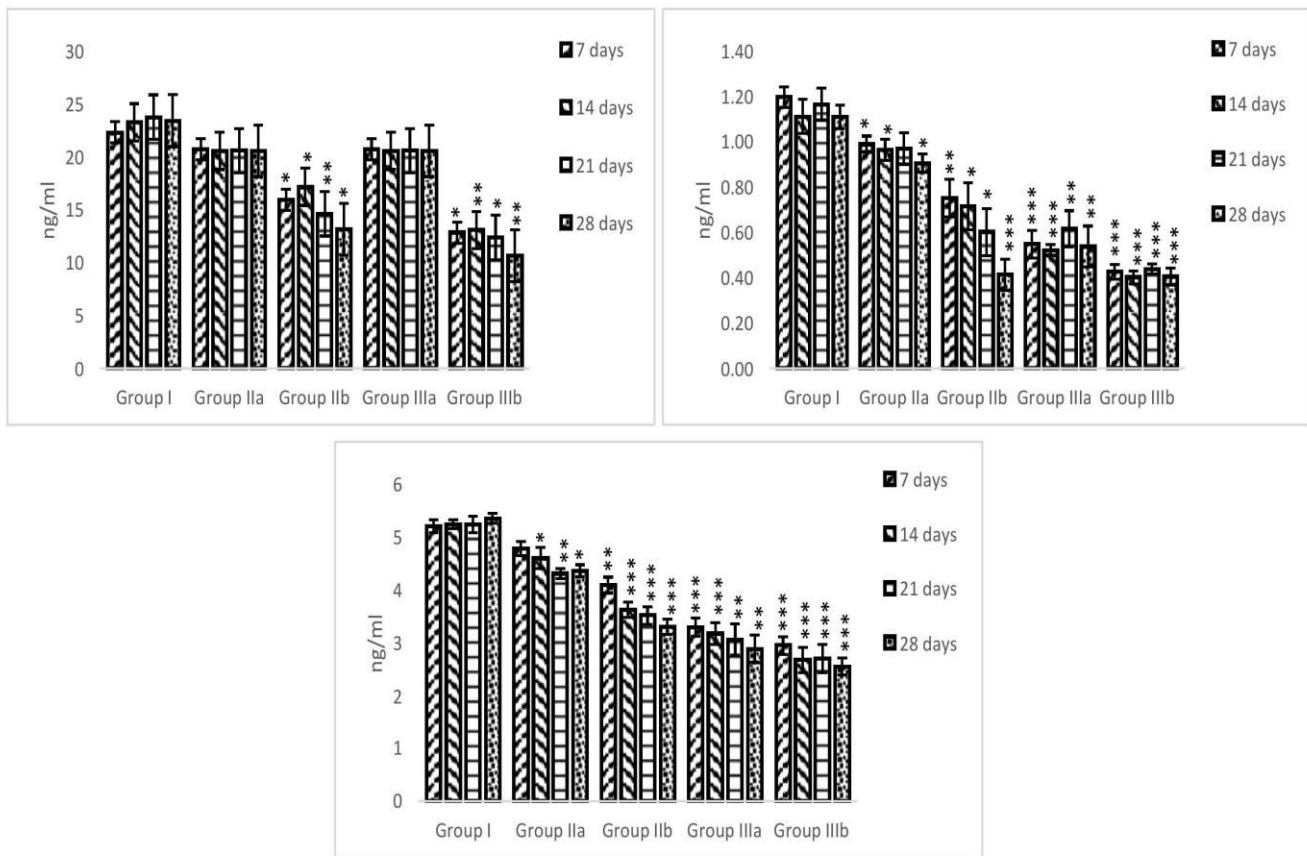 30
25
20
15
10
5
0
ng/ml
* * ** *
* ** * **
Group I Group IIa Group IIb Group IIIa Group IIIb
7 days
14 days
21 days
28 days
1.40
1.20
1.00
0.80
0.60
0.40
0.20
0.00
ng/ml
* * *
** * * ***
*** *** ** **
*** *** *** ***
Group I Group IIa Group IIb Group IIIa Group IIIb
7 days
14 days
21 days
28 days
6
5
4
3
2
1
0
ng/ml
* ** *
** *** *** ***
*** *** ** **
*** *** *** ***
Group I Group IIa Group IIb Group IIIa Group IIIb
7 days
14 days
21 days
28 days